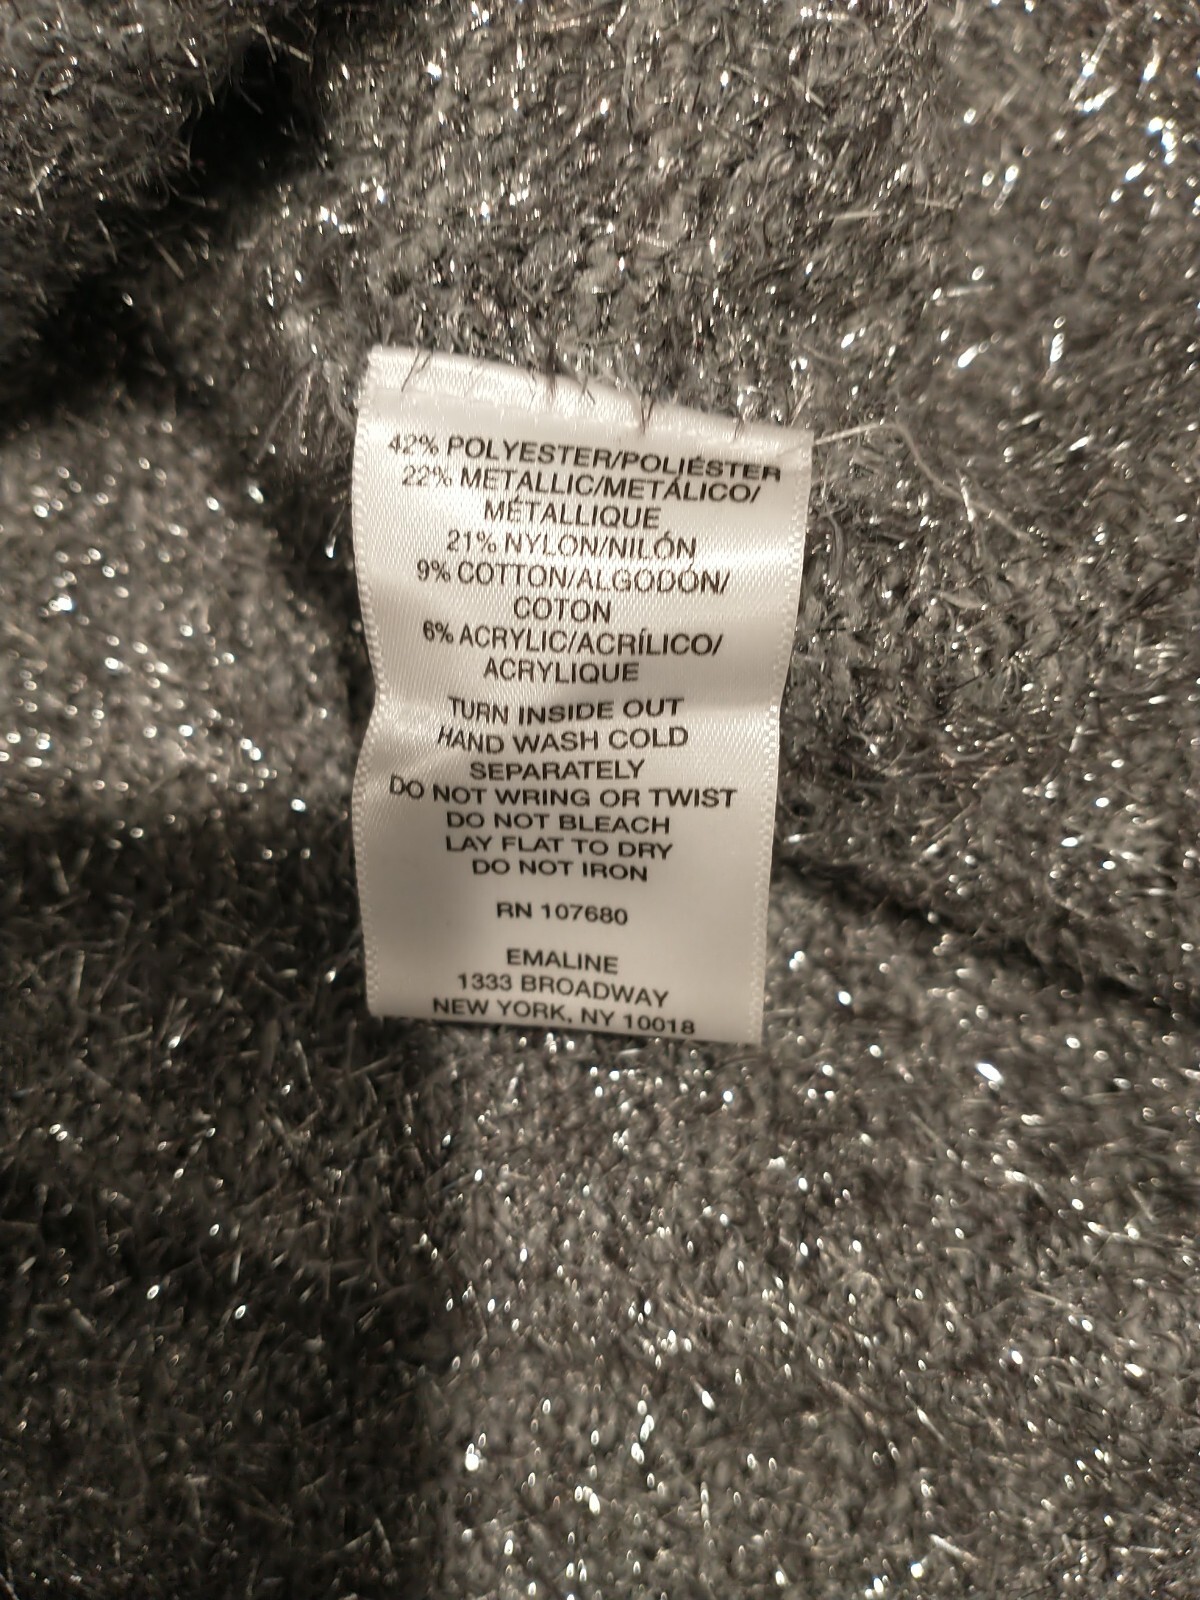 42% POLYESTER/POLIÉSTER
22% METALLIC/METÁLICO/
MÉTALLIQUE
21% NYLON/NILÓN
9% COTTON/ALGODÓN/
COTON
6% ACRYLIC/ACRÍLICO/
ACRYLIQUE
TURN INSIDE OUT
HAND WASH COLD
SEPARATELY
DO NOT WRING OR TWIST
DO NOT BLEACH
LAY FLAT TO DRY
DO NOT IRON
RN 107680
EMALINE
1333 BROADWAY
NEW YORK, NY 10018